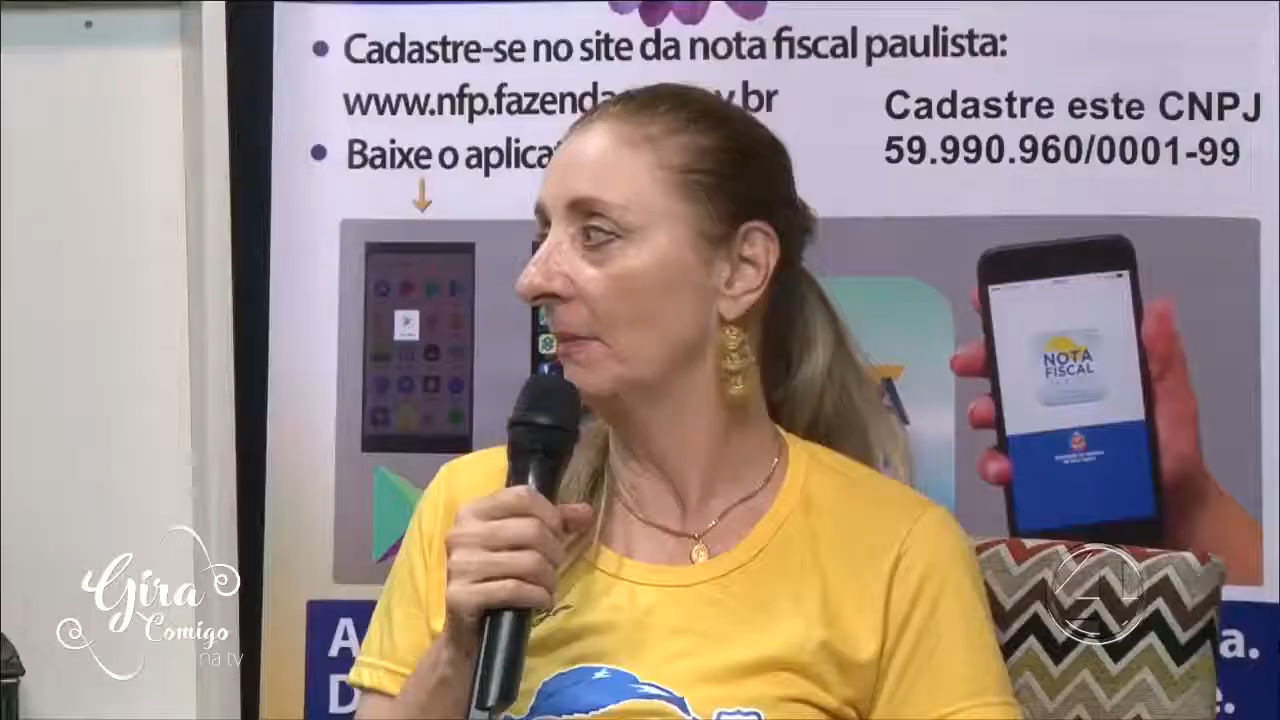 • Cadastre-se no site da nota fiscal paulista:
www.nfp.fazenda
v.br
• Baixe o aplica
Cadastre este CNPJ
59.990.960/0001-99
NOTA
FISCAL
Gira
Comigo
na tv